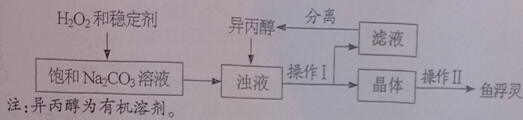 H₂O₂和稳定剂
异丙醇
分离
滤液
饱和Na₂CO₃溶液
浊液
操作Ⅰ
晶体
操作Ⅱ
鱼浮灵
注:异丙醇为有机溶剂。